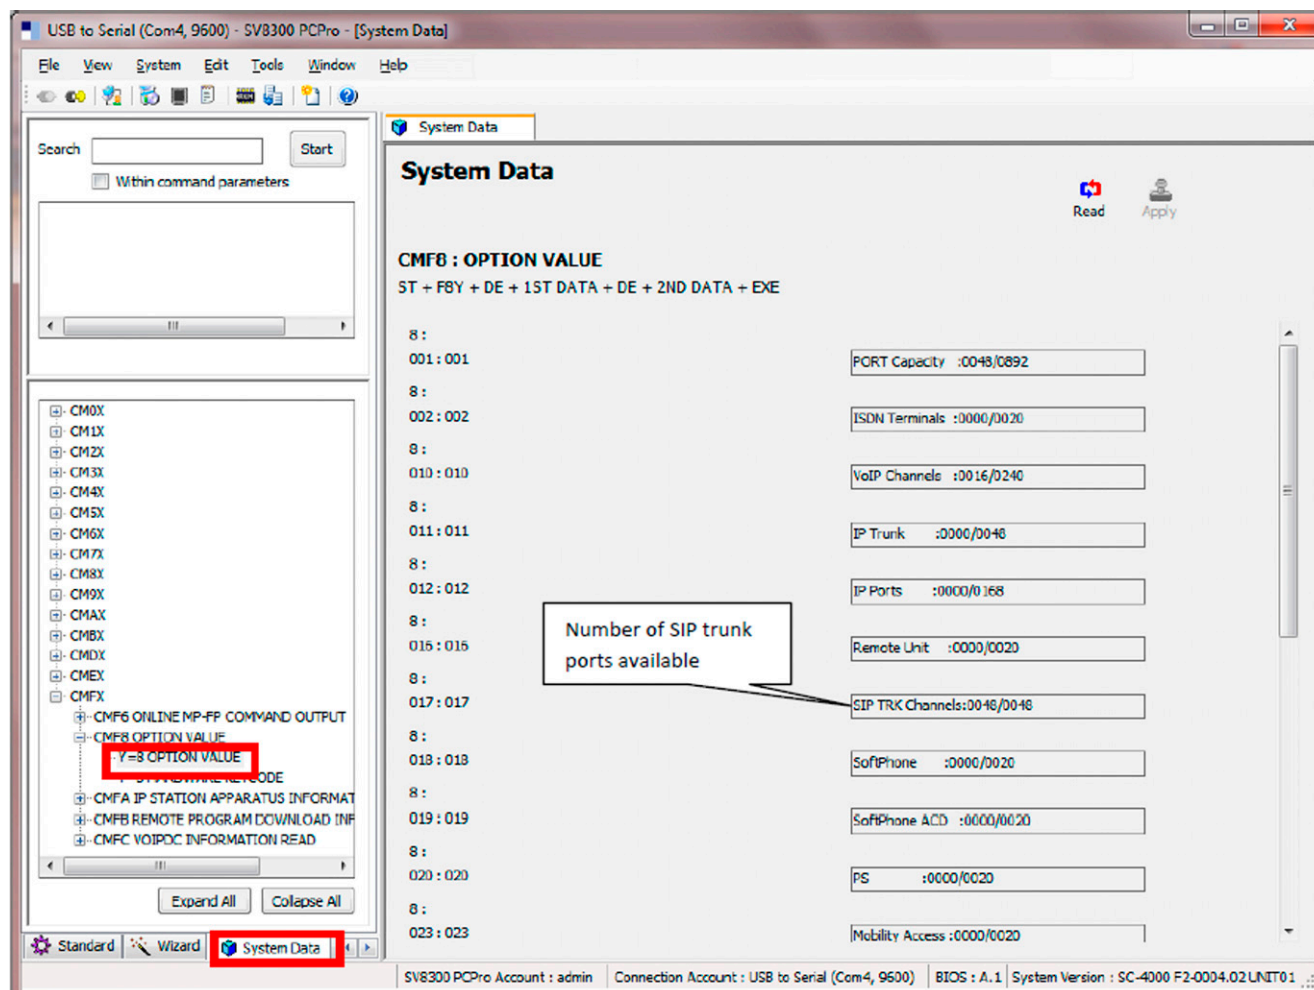 USB to Serial (Com4, 9600) - SV8300 PCPro - [System Data]
File View System Edit Tools Window Help
Search
Start
Within command parameters
CM0X
CM1X
CM2X
CM3X
CM4X
CM5X
CM6X
CM7X
CM8X
CM9X
CMAX
CMBX
CMDX
CMEX
CMFX
CMF6 ONLINE MP-FP COMMAND OUTPUT
CMF8 OPTION VALUE
Y=8 OPTION VALUE
CMFA IP STATION APPARATUS INFORMAT
CMFB REMOTE PROGRAM DOWNLOAD INF
CMFC VOIPDC INFORMATION READ
Expand All Collapse All
Standard Wizard System Data
System Data
System Data
Read Apply
CMF8 : OPTION VALUE
ST + F8Y + DE + 1ST DATA + DE + 2ND DATA + EXE
8 :
001 : 001 PORT Capacity :0048/0892
8 :
002 : 002 ISDN Terminals :0000/0020
8 :
010 : 010 VoIP Channels :0016/0240
8 :
011 : 011 IP Trunk :0000/0048
8 :
012 : 012 IP Ports :0000/0168
8 :
016 : 016 Remote Unit :0000/0020
8 :
017 : 017 SIP TRK Channels:0048/0048
8 :
018 : 018 SoftPhone :0000/0020
8 :
019 : 019 SoftPhone ACD :0000/0020
8 :
020 : 020 PS :0000/0020
8 :
023 : 023 Mobility Access :0000/0020
Number of SIP trunk
ports available
SV8300 PCPro Account : admin Connection Account : USB to Serial (Com4, 9600) BIOS : A.1 System Version : SC-4000 F2-0004.02 UNIT01